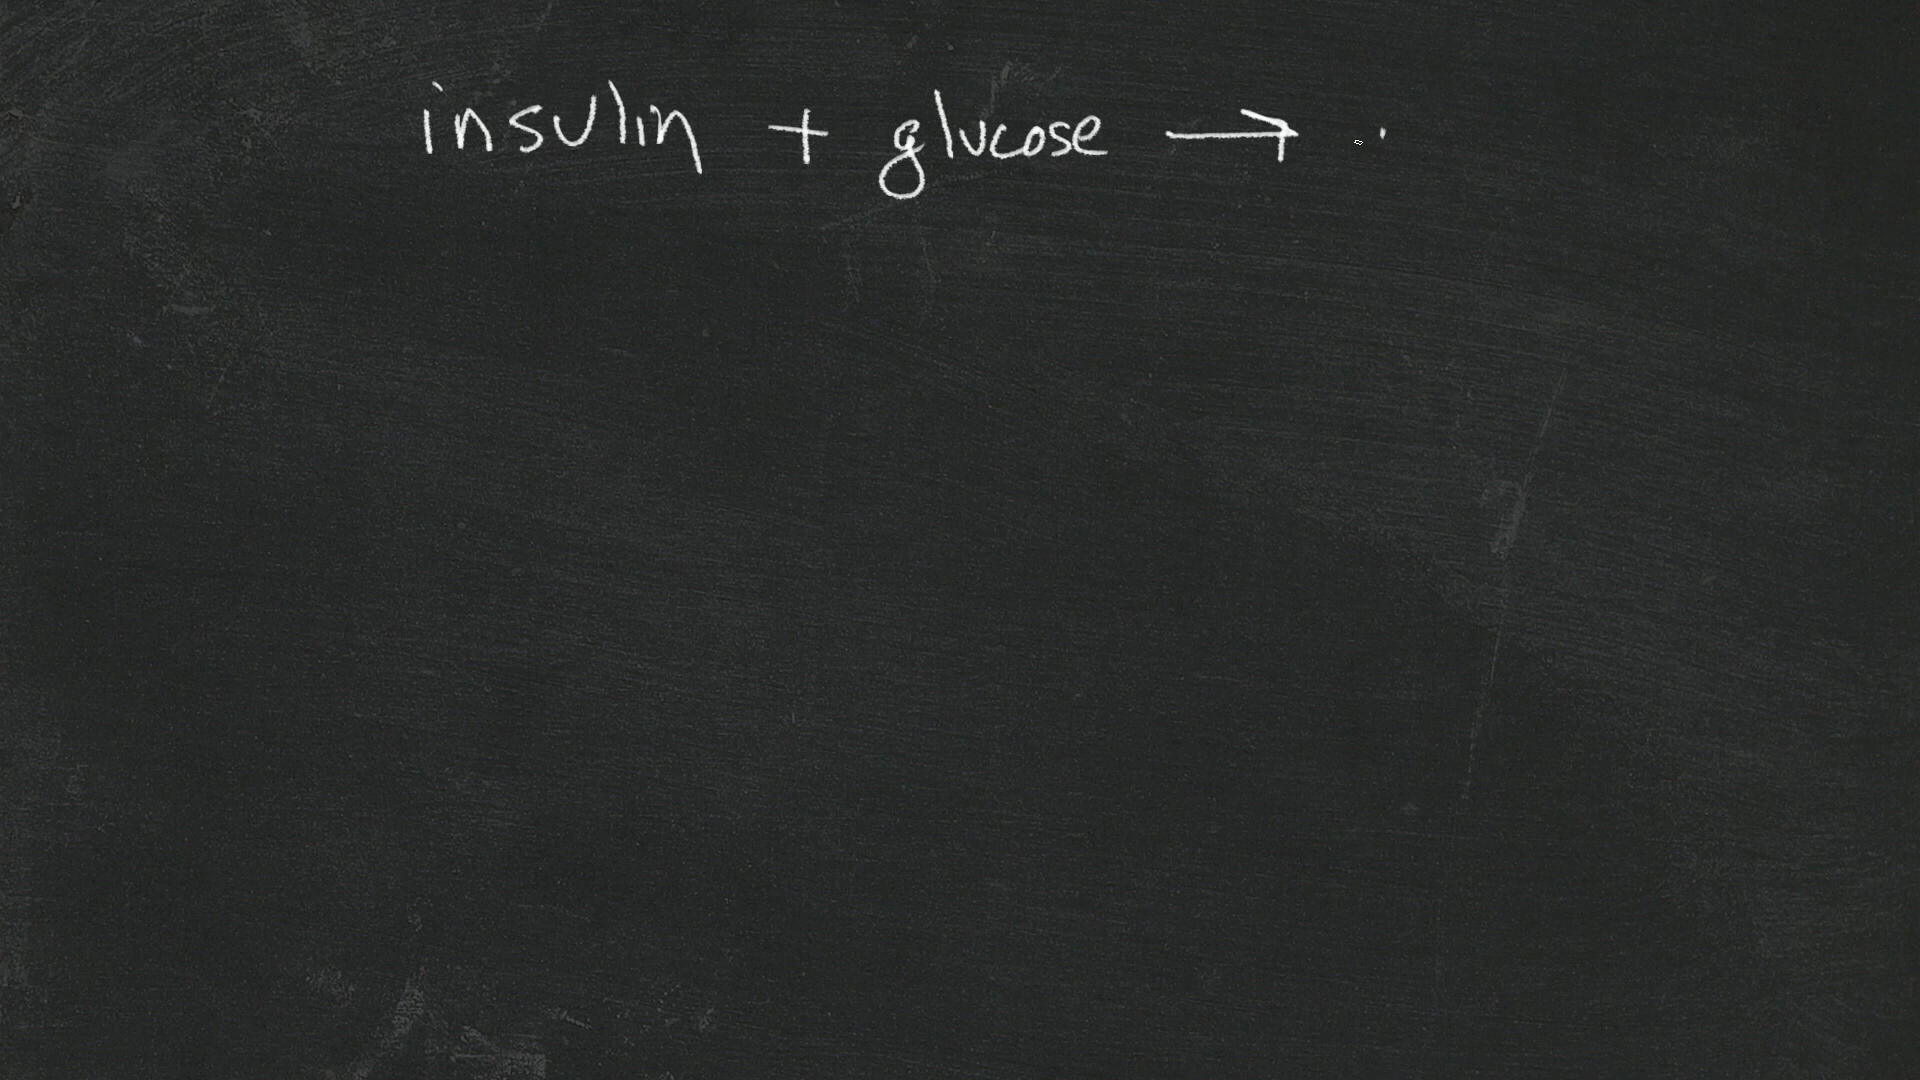 insulin + glucose →